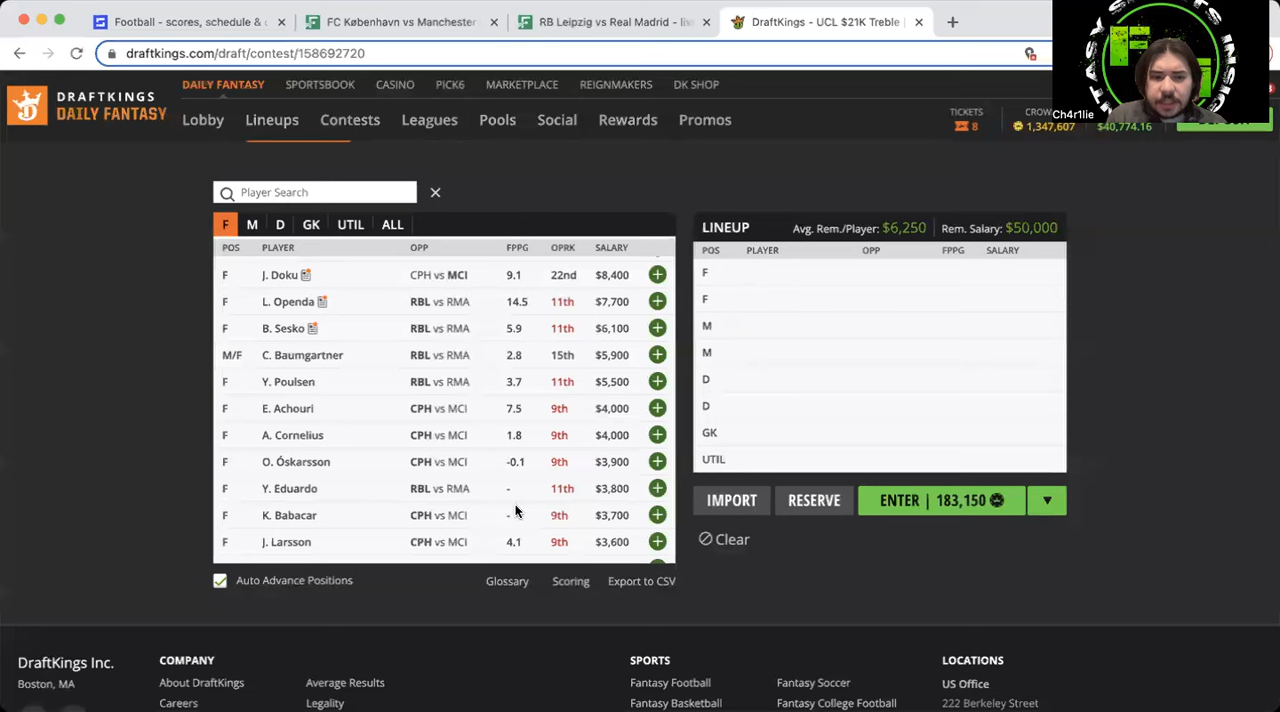 Football - scores, schedule &
FC København vs Manchester
RB Leipzig vs Real Madrid - liv
DraftKings - UCL $21K Treble
draftkings.com/draft/contest/158692720
Ch4r1lie
DRAFTKINGS
DAILY FANTASY
DAILY FANTASY SPORTSBOOK CASINO PICK6 MARKETPLACE REIGNMAKERS DK SHOP
Lobby Lineups Contests Leagues Pools Social Rewards Promos
TICKETS
8
1,347,607
$40,774.16
Player Search
F M D GK UTIL ALL
POS PLAYER OPP FPPG OPRK SALARY
F J. Doku CPH vs MCI 9.1 22nd $8,400
F L. Openda RBL vs RMA 14.5 11th $7,700
F B. Sesko RBL vs RMA 5.9 11th $6,100
M/F C. Baumgartner RBL vs RMA 2.8 15th $5,900
F Y. Poulsen RBL vs RMA 3.7 11th $5,500
F E. Achouri CPH vs MCI 7.5 9th $4,000
F A. Cornelius CPH vs MCI 1.8 9th $4,000
F O. Óskarsson CPH vs MCI -0.1 9th $3,900
F Y. Eduardo RBL vs RMA - 11th $3,800
F K. Babacar CPH vs MCI - 9th $3,700
F J. Larsson CPH vs MCI 4.1 9th $3,600
Auto Advance Positions
Glossary Scoring Export to CSV
LINEUP Avg. Rem./Player: $6,250 Rem. Salary: $50,000
POS PLAYER OPP FPPG SALARY
F
F
M
M
D
D
GK
UTIL
IMPORT RESERVE ENTER | 183,150
Clear
DraftKings Inc.
Boston, MA
COMPANY
About DraftKings Average Results
Careers Legality
SPORTS
Fantasy Football Fantasy Soccer
Fantasy Basketball Fantasy College Football
LOCATIONS
US Office
222 Berkeley Street